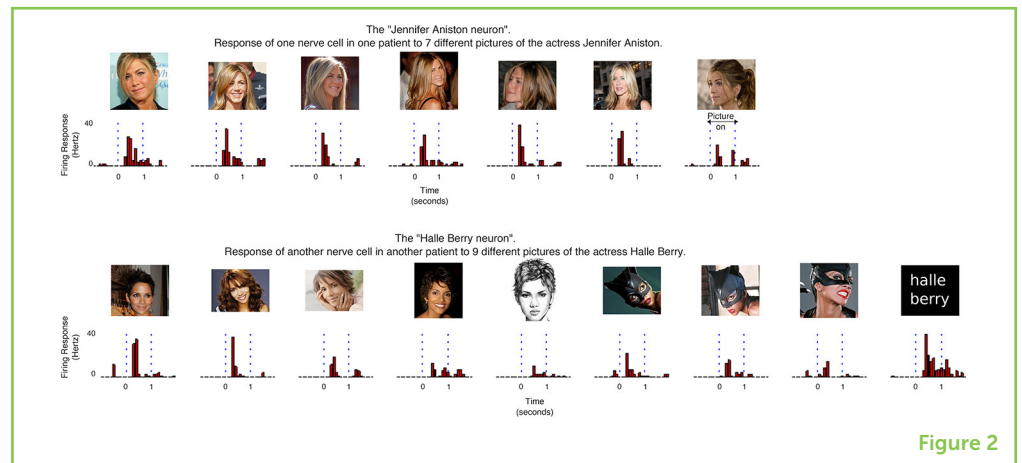 The "Jennifer Aniston neuron".
Response of one nerve cell in one patient to 7 different pictures of the actress Jennifer Aniston.
Picture
on
Firing Response
(Hertz)
40
0
0 1 0 1 0 1 0 1 0 1 0 1 0 1
Time
(seconds)
The "Halle Berry neuron".
Response of another nerve cell in another patient to 9 different pictures of the actress Halle Berry.
halle
berry
Firing Response
(Hertz)
40
0
0 1 0 1 0 1 0 1 0 1 0 1 0 1 0 1 0 1
Time
(seconds)
Figure 2